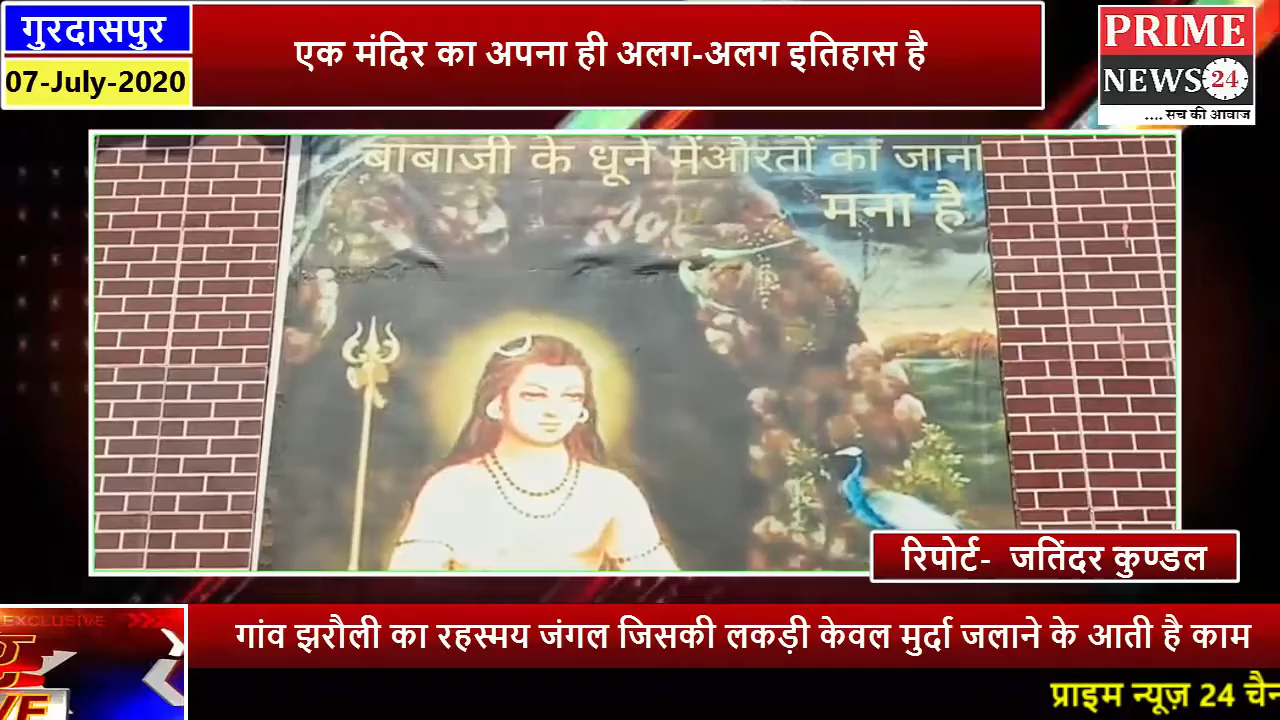 गुरदासपुर
07-July-2020
एक मंदिर का अपना ही अलग-अलग इतिहास है
PRIME
NEWS 24
....सच की आवाज
बाबाजी के धूने में औरतों का जाना
मना है
रिपोर्ट- जतिंदर कुण्डल
EXCLUSIVE
गांव झरौली का रहस्मय जंगल जिसकी लकड़ी केवल मुर्दा जलाने के आती है काम
प्राइम न्यूज़ 24